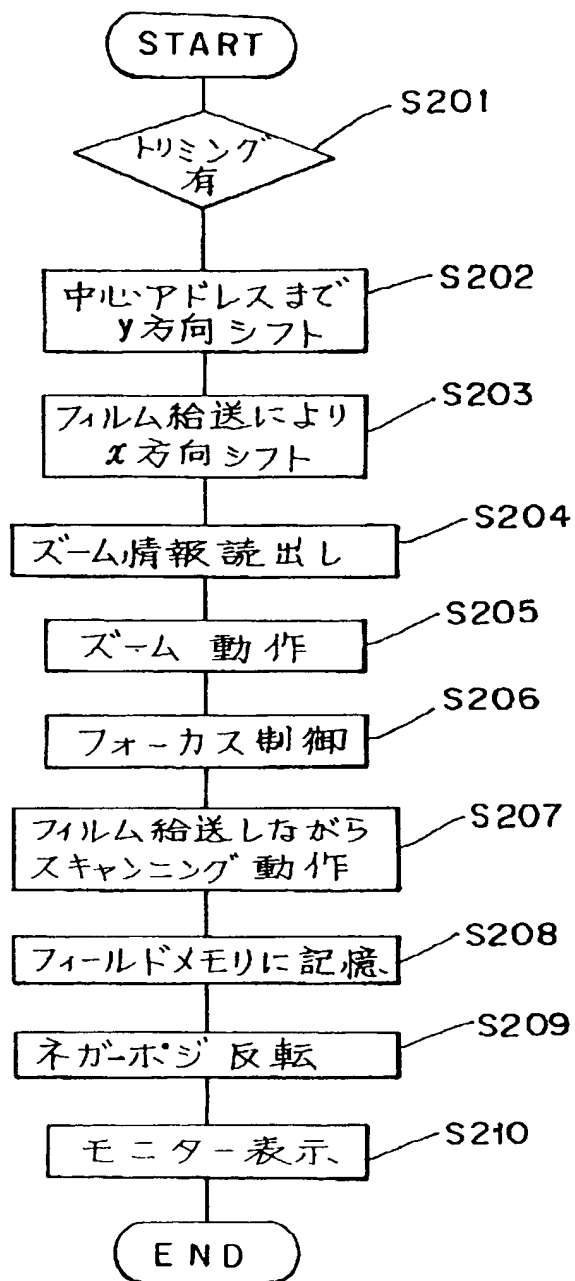 START
S201
トリミング
有
S202
中心アドレスまで
y方向シフト
S203
フィルム給送により
x方向シフト
S204
ズーム情報読出し
S205
ズーム動作
S206
フォーカス制御
S207
フィルム給送しながら
スキャンニング動作
S208
フィールドメモリに記憶
S209
ネガーポジ反転
S210
モニター表示
END